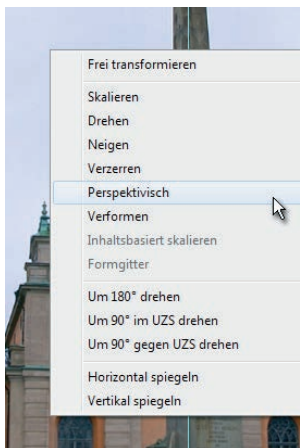 Frei transformieren
Skalieren
Drehen
Neigen
Verzerren
Perspektivisch
Verformen
Inhaltsbasiert skalieren
Formgitter
Um 180° drehen
Um 90° im UZS drehen
Um 90° gegen UZS drehen
Horizontal spiegeln
Vertikal spiegeln